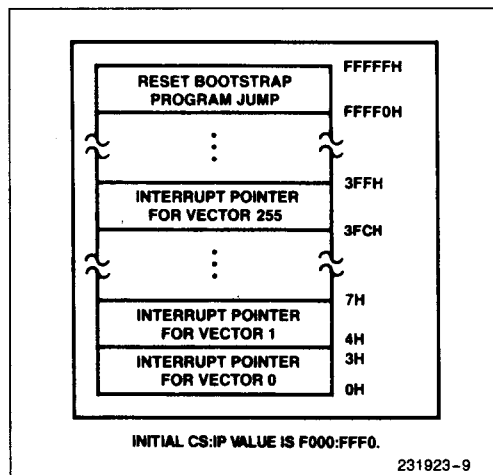 RESET BOOTSTRAP
PROGRAM JUMP
FFFFFH
FFFF0H
INTERRUPT POINTER
FOR VECTOR 255
3FFH
3FCH
INTERRUPT POINTER
FOR VECTOR 1
7H
4H
INTERRUPT POINTER
FOR VECTOR 0
3H
0H
INITIAL CS:IP VALUE IS F000:FFF0.
231923-9